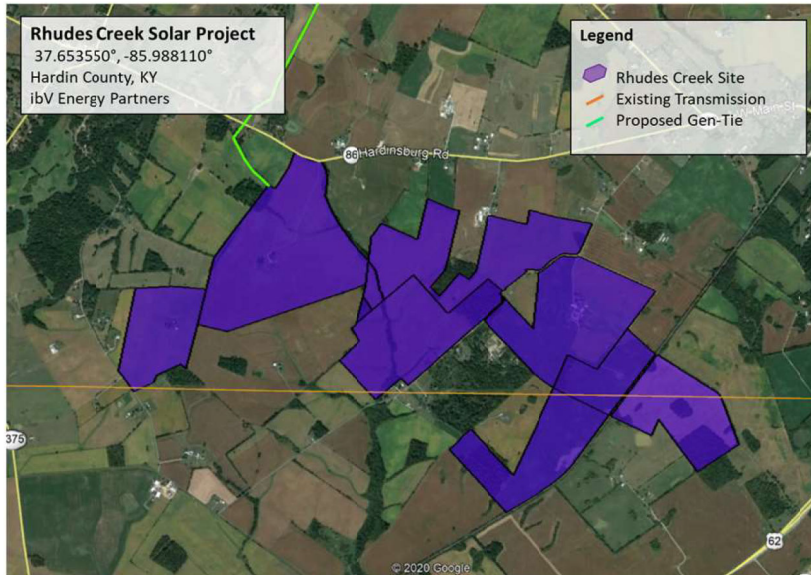 Rhudes Creek Solar Project
37.653550°, -85.988110°
Hardin County, KY
ibV Energy Partners
Legend
Rhudes Creek Site
Existing Transmission
Proposed Gen-Tie
86
Hardinsburg Rd
375
62
© 2020 Google